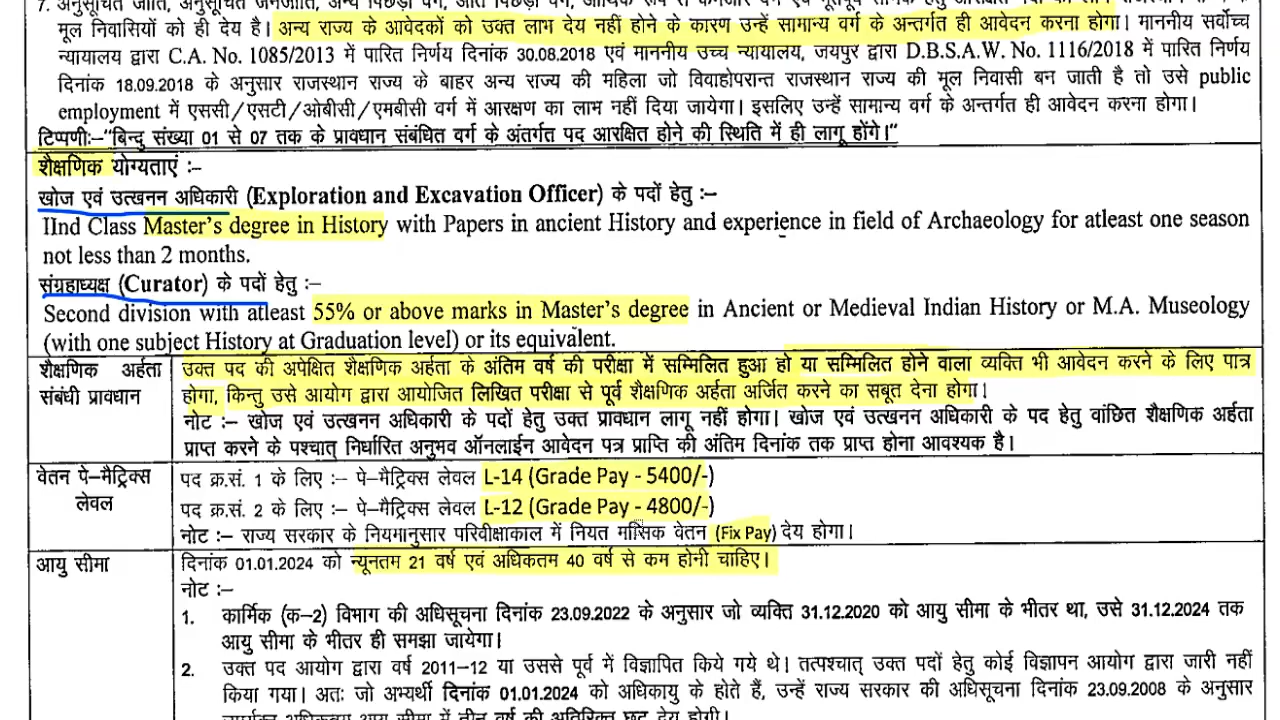 7. अनुसूचित जाति, अनुसूचित जनजाति, अन्य पिछड़ा वर्ग, अति पिछड़ा वर्ग, आर्थिक रूप से कमजोर वर्ग एवं भूतपूर्व सैनिक
मूल निवासियों को ही देय है। अन्य राज्य के आवेदकों को उक्त लाभ देय नहीं होने के कारण उन्हें सामान्य वर्ग के अन्तर्गत ही आवेदन करना होगा। माननीय सर्वोच्च
न्यायालय द्वारा C.A. No. 1085/2013 में पारित निर्णय दिनांक 30.08.2018 एवं माननीय उच्च न्यायालय, जयपुर द्वारा D.B.S.A.W. No. 1116/2018 में पारित निर्णय
दिनांक 18.09.2018 के अनुसार राजस्थान राज्य के बाहर अन्य राज्य की महिला जो विवाहोपरान्त राजस्थान राज्य की मूल निवासी बन जाती है तो उसे public
employment में एससी/एसटी/ओबीसी/एमबीसी वर्ग में आरक्षण का लाभ नहीं दिया जायेगा। इसलिए उन्हें सामान्य वर्ग के अन्तर्गत ही आवेदन करना होगा।
टिप्पणीः–"बिन्दु संख्या 01 से 07 तक के प्रावधान संबंधित वर्ग के अंतर्गत पद आरक्षित होने की स्थिति में ही लागू होंगे।"
शैक्षणिक योग्यताएं :–
खोज एवं उत्खनन अधिकारी (Exploration and Excavation Officer) के पदों हेतु :–
IInd Class Master's degree in History with Papers in ancient History and experience in field of Archaeology for atleast one season
not less than 2 months.
संग्रहाध्यक्ष (Curator) के पदों हेतु :–
Second division with atleast 55% or above marks in Master's degree in Ancient or Medieval Indian History or M.A. Museology
(with one subject History at Graduation level) or its equivalent.
शैक्षणिक अर्हता संबंधी प्रावधान
उक्त पद की अपेक्षित शैक्षणिक अर्हता के अंतिम वर्ष की परीक्षा में सम्मिलित हुआ हो या सम्मिलित होने वाला व्यक्ति भी आवेदन करने के लिए पात्र
होगा, किन्तु उसे आयोग द्वारा आयोजित लिखित परीक्षा से पूर्व शैक्षणिक अर्हता अर्जित करने का सबूत देना होगा।
नोट :– खोज एवं उत्खनन अधिकारी के पदों हेतु उक्त प्रावधान लागू नहीं होगा। खोज एवं उत्खनन अधिकारी के पद हेतु वांछित शैक्षणिक अर्हता
प्राप्त करने के पश्चात् निर्धारित अनुभव ऑनलाईन आवेदन पत्र प्राप्ति की अंतिम दिनांक तक प्राप्त होना आवश्यक है।
वेतन पे–मैट्रिक्स लेवल
पद क्र.सं. 1 के लिए :– पे–मैट्रिक्स लेवल L-14 (Grade Pay - 5400/-)
पद क्र.सं. 2 के लिए :– पे–मैट्रिक्स लेवल L-12 (Grade Pay - 4800/-)
नोट :– राज्य सरकार के नियमानुसार परिवीक्षाकाल में नियत मासिक वेतन (Fix Pay) देय होगा।
आयु सीमा
दिनांक 01.01.2024 को न्यूनतम 21 वर्ष एवं अधिकतम 40 वर्ष से कम होनी चाहिए।
नोट :–
1. कार्मिक (क–2) विभाग की अधिसूचना दिनांक 23.09.2022 के अनुसार जो व्यक्ति 31.12.2020 को आयु सीमा के भीतर था, उसे 31.12.2024 तक
आयु सीमा के भीतर ही समझा जायेगा।
2. उक्त पद आयोग द्वारा वर्ष 2011–12 या उससे पूर्व में विज्ञापित किये गये थे। तत्पश्चात् उक्त पदों हेतु कोई विज्ञापन आयोग द्वारा जारी नहीं
किया गया। अतः जो अभ्यर्थी दिनांक 01.01.2024 को अधिकायु के होते हैं, उन्हें राज्य सरकार की अधिसूचना दिनांक 23.09.2008 के अनुसार
अधिकतम आयु सीमा में तीन वर्ष की अतिरिक्त छूट देय होगी।